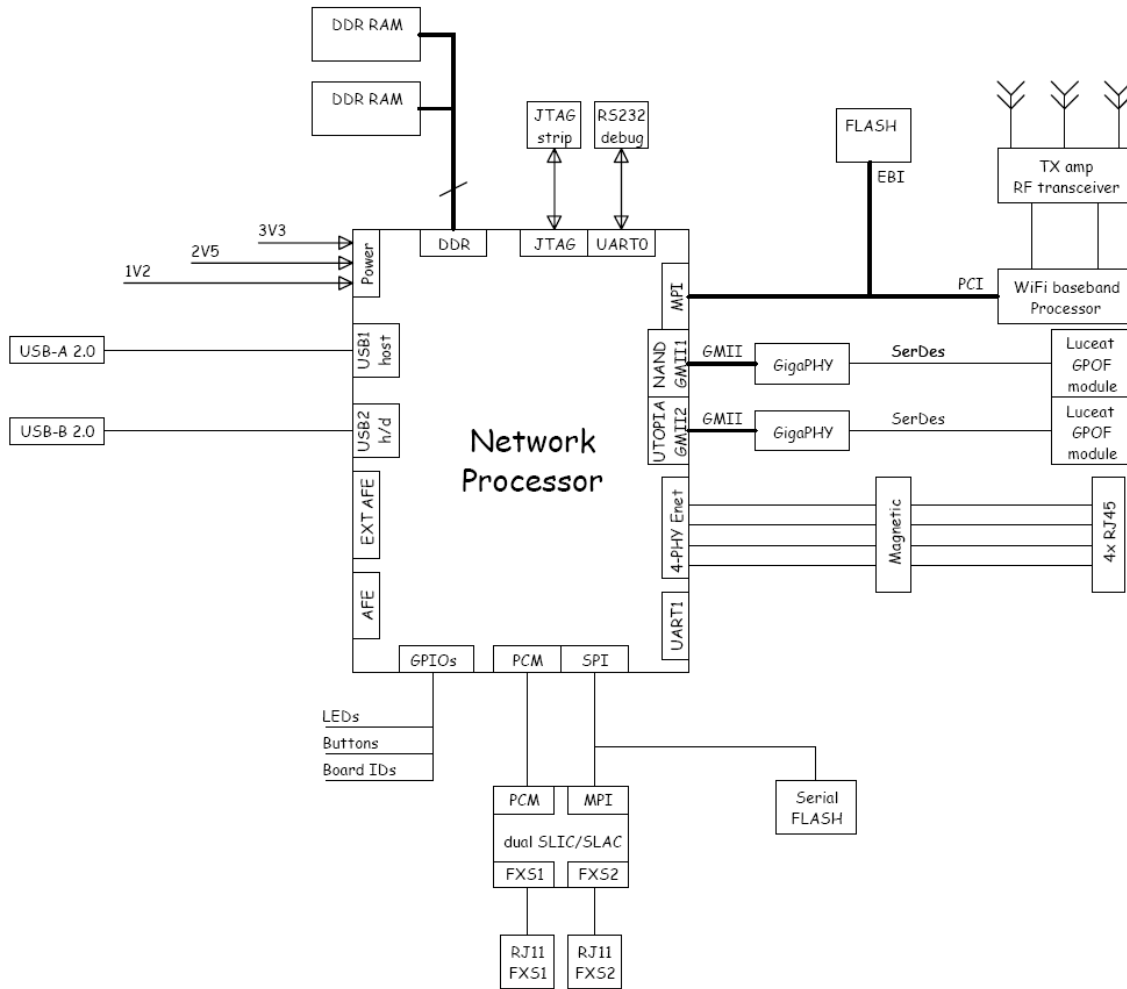 DDR RAM
DDR RAM
JTAG
strip
RS232
debug
FLASH
EBI
TX amp
RF transceiver
3V3
2V5
1V2
Power
DDR
JTAG
UART0
MPI
PCI
WiFi baseband
Processor
USB-A 2.0
USB1
host
NAND
GMII1
GMII
GigaPHY
SerDes
Luceat
GPOF
module
USB-B 2.0
USB2
h/d
UTOPIA
GMII2
GMII
GigaPHY
SerDes
Luceat
GPOF
module
Network
Processor
EXT AFE
4-PHY Enet
Magnetic
4x RJ45
AFE
UART1
GPIOs
PCM
SPI
LEDs
Buttons
Board IDs
PCM
MPI
dual SLIC/SLAC
FXS1
FXS2
Serial
FLASH
RJ11
FXS1
RJ11
FXS2